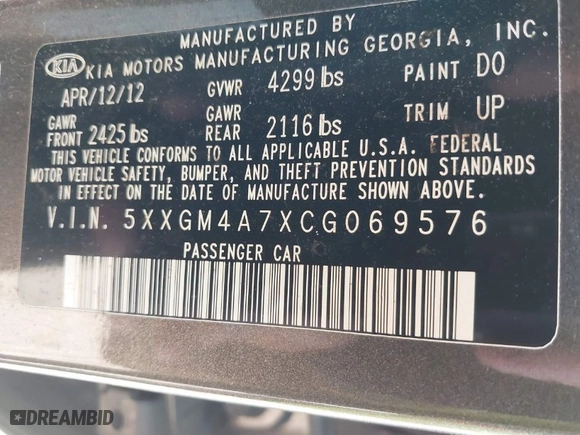 MANUFACTURED BY
KIA KIA MOTORS MANUFACTURING GEORGIA, INC.
APR/12/12 GVWR 4299 lbs PAINT DO
GAWR FRONT 2425 lbs GAWR REAR 2116 lbs TRIM UP
THIS VEHICLE CONFORMS TO ALL APPLICABLE U.S.A. FEDERAL
MOTOR VEHICLE SAFETY, BUMPER, AND THEFT PREVENTION STANDARDS
IN EFFECT ON THE DATE OF MANUFACTURE SHOWN ABOVE.
V.I.N. 5XXGM4A7XCG069576
PASSENGER CAR
DREAMBID